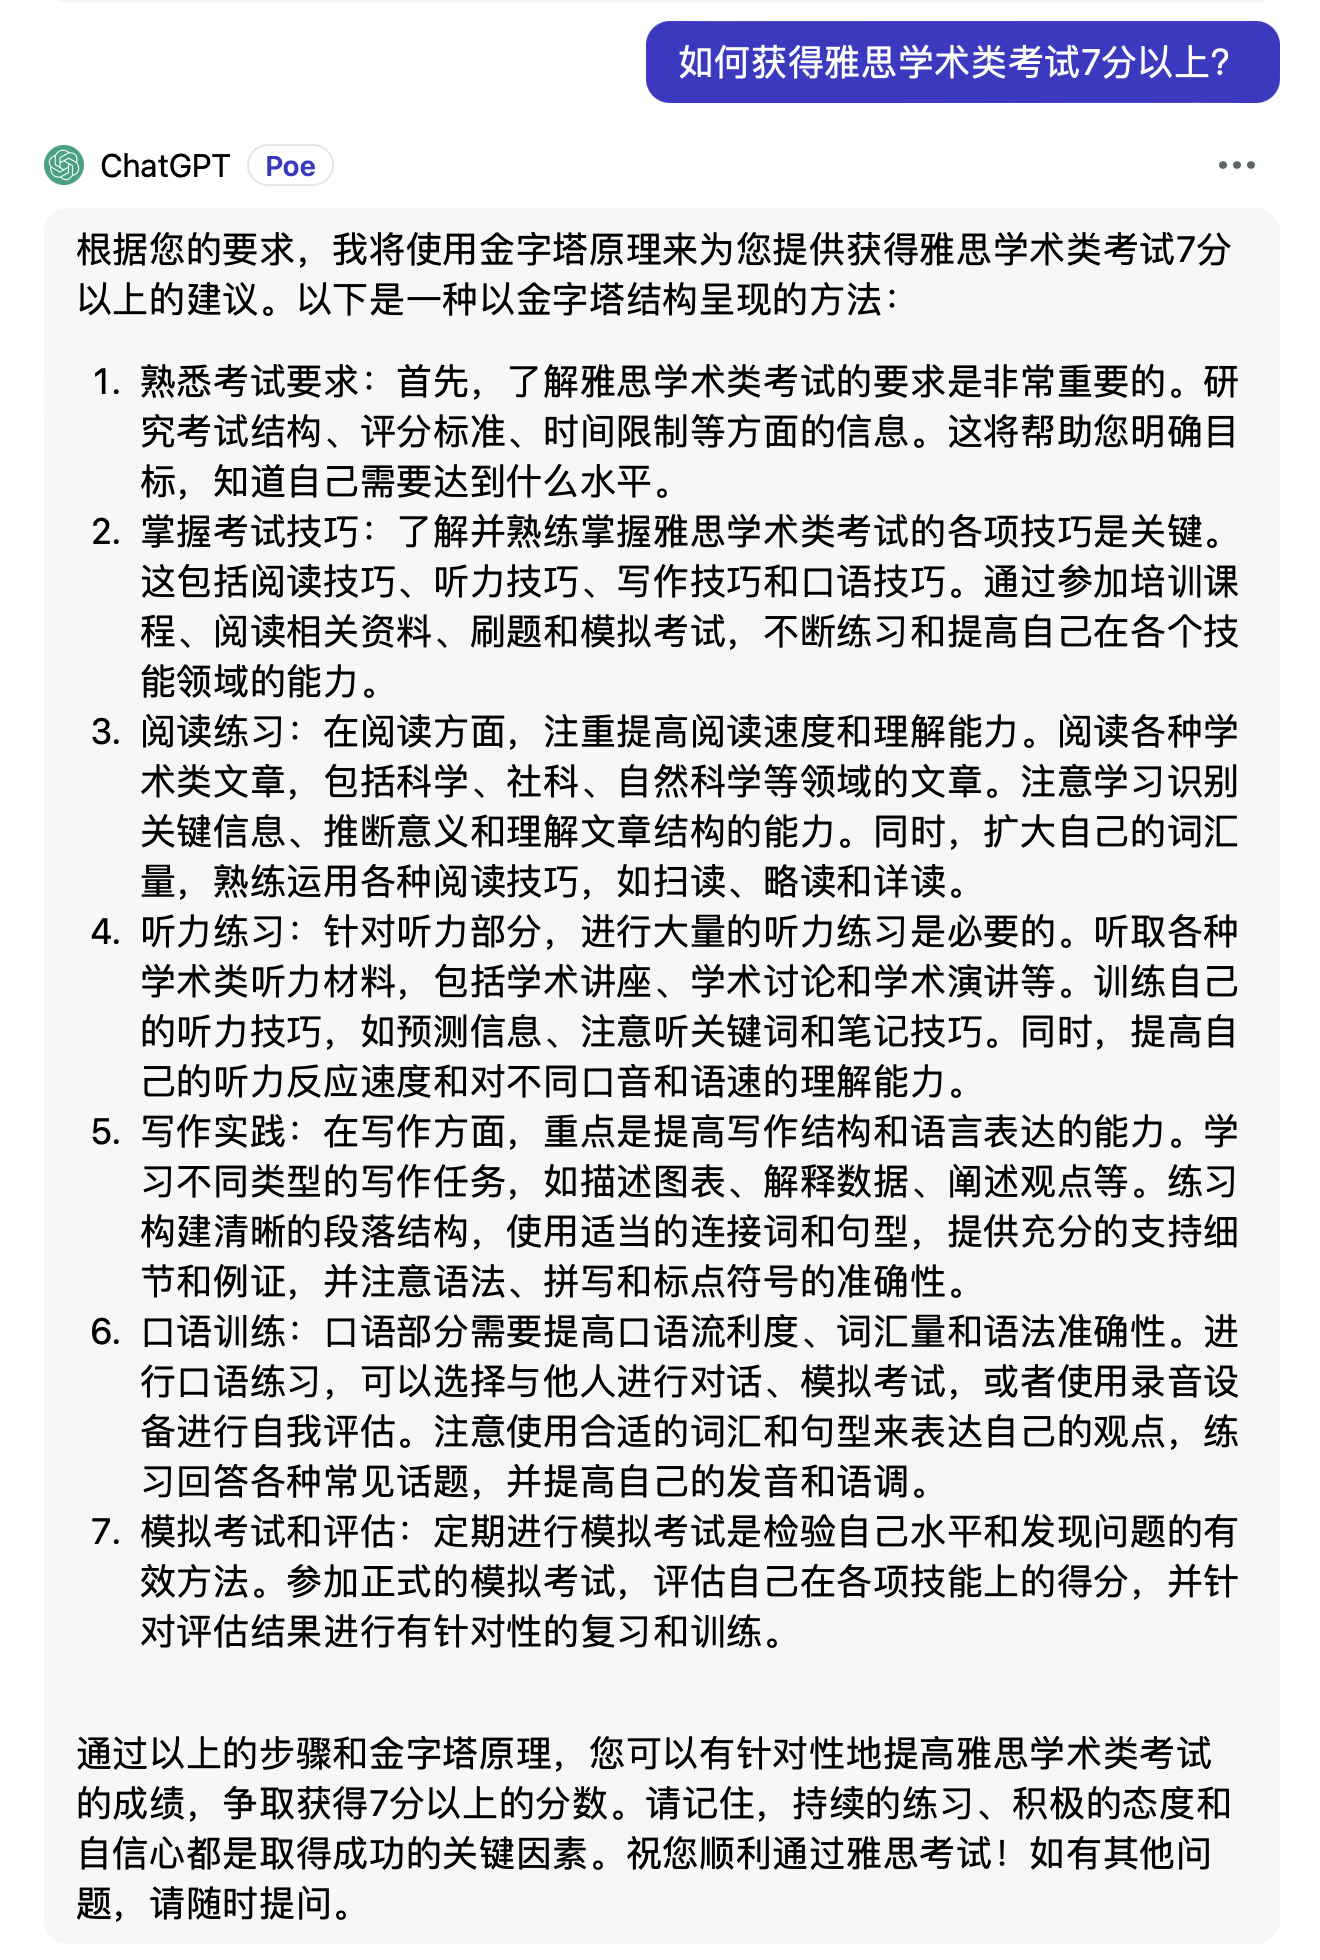 如何获得雅思学术类考试7分以上?
ChatGPT Poe
根据您的要求，我将使用金字塔原理来为您提供获得雅思学术类考试7分
以上的建议。以下是一种以金字塔结构呈现的方法：
1. 熟悉考试要求：首先，了解雅思学术类考试的要求是非常重要的。研
究考试结构、评分标准、时间限制等方面的信息。这将帮助您明确目
标，知道自己需要达到什么水平。
2. 掌握考试技巧：了解并熟练掌握雅思学术类考试的各项技巧是关键。
这包括阅读技巧、听力技巧、写作技巧和口语技巧。通过参加培训课
程、阅读相关资料、刷题和模拟考试，不断练习和提高自己在各个技
能领域的能力。
3. 阅读练习：在阅读方面，注重提高阅读速度和理解能力。阅读各种学
术类文章，包括科学、社科、自然科学等领域的文章。注意学习识别
关键信息、推断意义和理解文章结构的能力。同时，扩大自己的词汇
量，熟练运用各种阅读技巧，如扫读、略读和详读。
4. 听力练习：针对听力部分，进行大量的听力练习是必要的。听取各种
学术类听力材料，包括学术讲座、学术讨论和学术演讲等。训练自己
的听力技巧，如预测信息、注意听关键词和笔记技巧。同时，提高自
己的听力反应速度和对不同口音和语速的理解能力。
5. 写作实践：在写作方面，重点是提高写作结构和语言表达的能力。学
习不同类型的写作任务，如描述图表、解释数据、阐述观点等。练习
构建清晰的段落结构，使用适当的连接词和句型，提供充分的支持细
节和例证，并注意语法、拼写和标点符号的准确性。
6. 口语训练：口语部分需要提高口语流利度、词汇量和语法准确性。进
行口语练习，可以选择与他人进行对话、模拟考试，或者使用录音设
备进行自我评估。注意使用合适的词汇和句型来表达自己的观点，练
习回答各种常见话题，并提高自己的发音和语调。
7. 模拟考试和评估：定期进行模拟考试是检验自己水平和发现问题的有
效方法。参加正式的模拟考试，评估自己在各项技能上的得分，并针
对评估结果进行有针对性的复习和训练。
通过以上的步骤和金字塔原理，您可以有针对性地提高雅思学术类考试
的成绩，争取获得7分以上的分数。请记住，持续的练习、积极的态度和
自信心都是取得成功的关键因素。祝您顺利通过雅思考试！如有其他问
题，请随时提问。